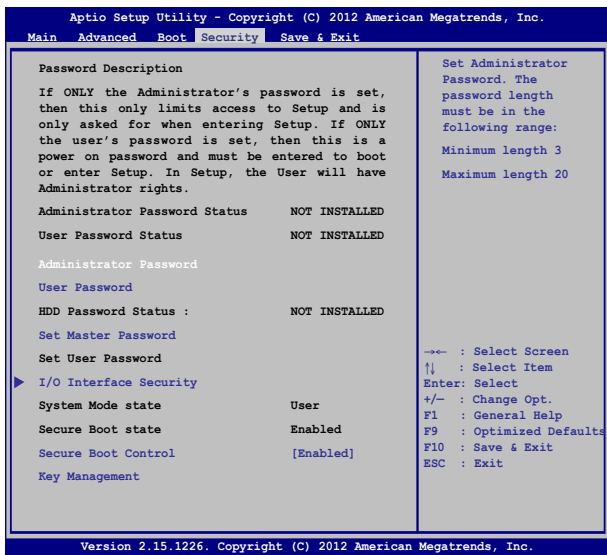 Aptio Setup Utility - Copyright (C) 2012 American Megatrends, Inc.
Main Advanced Boot Security Save & Exit
Password Description
If ONLY the Administrator's password is set,
then this only limits access to Setup and is
only asked for when entering Setup. If ONLY
the user's password is set, then this is a
power on password and must be entered to boot
or enter Setup. In Setup, the User will have
Administrator rights.
Administrator Password Status NOT INSTALLED
User Password Status NOT INSTALLED
Administrator Password
User Password
HDD Password Status : NOT INSTALLED
Set Master Password
Set User Password
I/O Interface Security
System Mode state User
Secure Boot state Enabled
Secure Boot Control [Enabled]
Key Management
Set Administrator
Password. The
password length
must be in the
following range:
Minimum length 3
Maximum length 20
→← : Select Screen
↑↓ : Select Item
Enter: Select
+/— : Change Opt.
F1 : General Help
F9 : Optimized Defaults
F10 : Save & Exit
ESC : Exit
Version 2.15.1226. Copyright (C) 2012 American Megatrends, Inc.